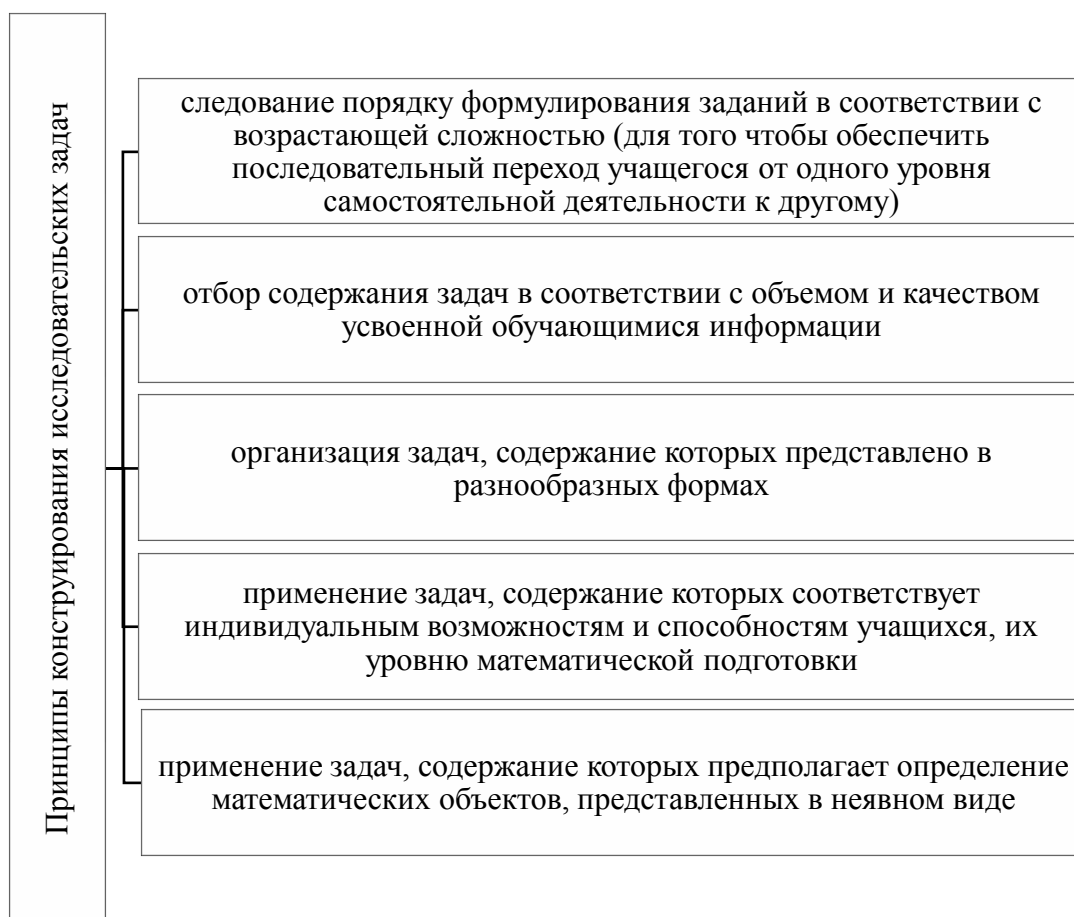 Принципы конструирования исследовательских задач
следование порядку формулирования заданий в соответствии с
возрастающей сложностью (для того чтобы обеспечить
последовательный переход учащегося от одного уровня
самостоятельной деятельности к другому)
отбор содержания задач в соответствии с объемом и качеством
усвоенной обучающимися информации
организация задач, содержание которых представлено в
разнообразных формах
применение задач, содержание которых соответствует
индивидуальным возможностям и способностям учащихся, их
уровню математической подготовки
применение задач, содержание которых предполагает определение
математических объектов, представленных в неявном виде